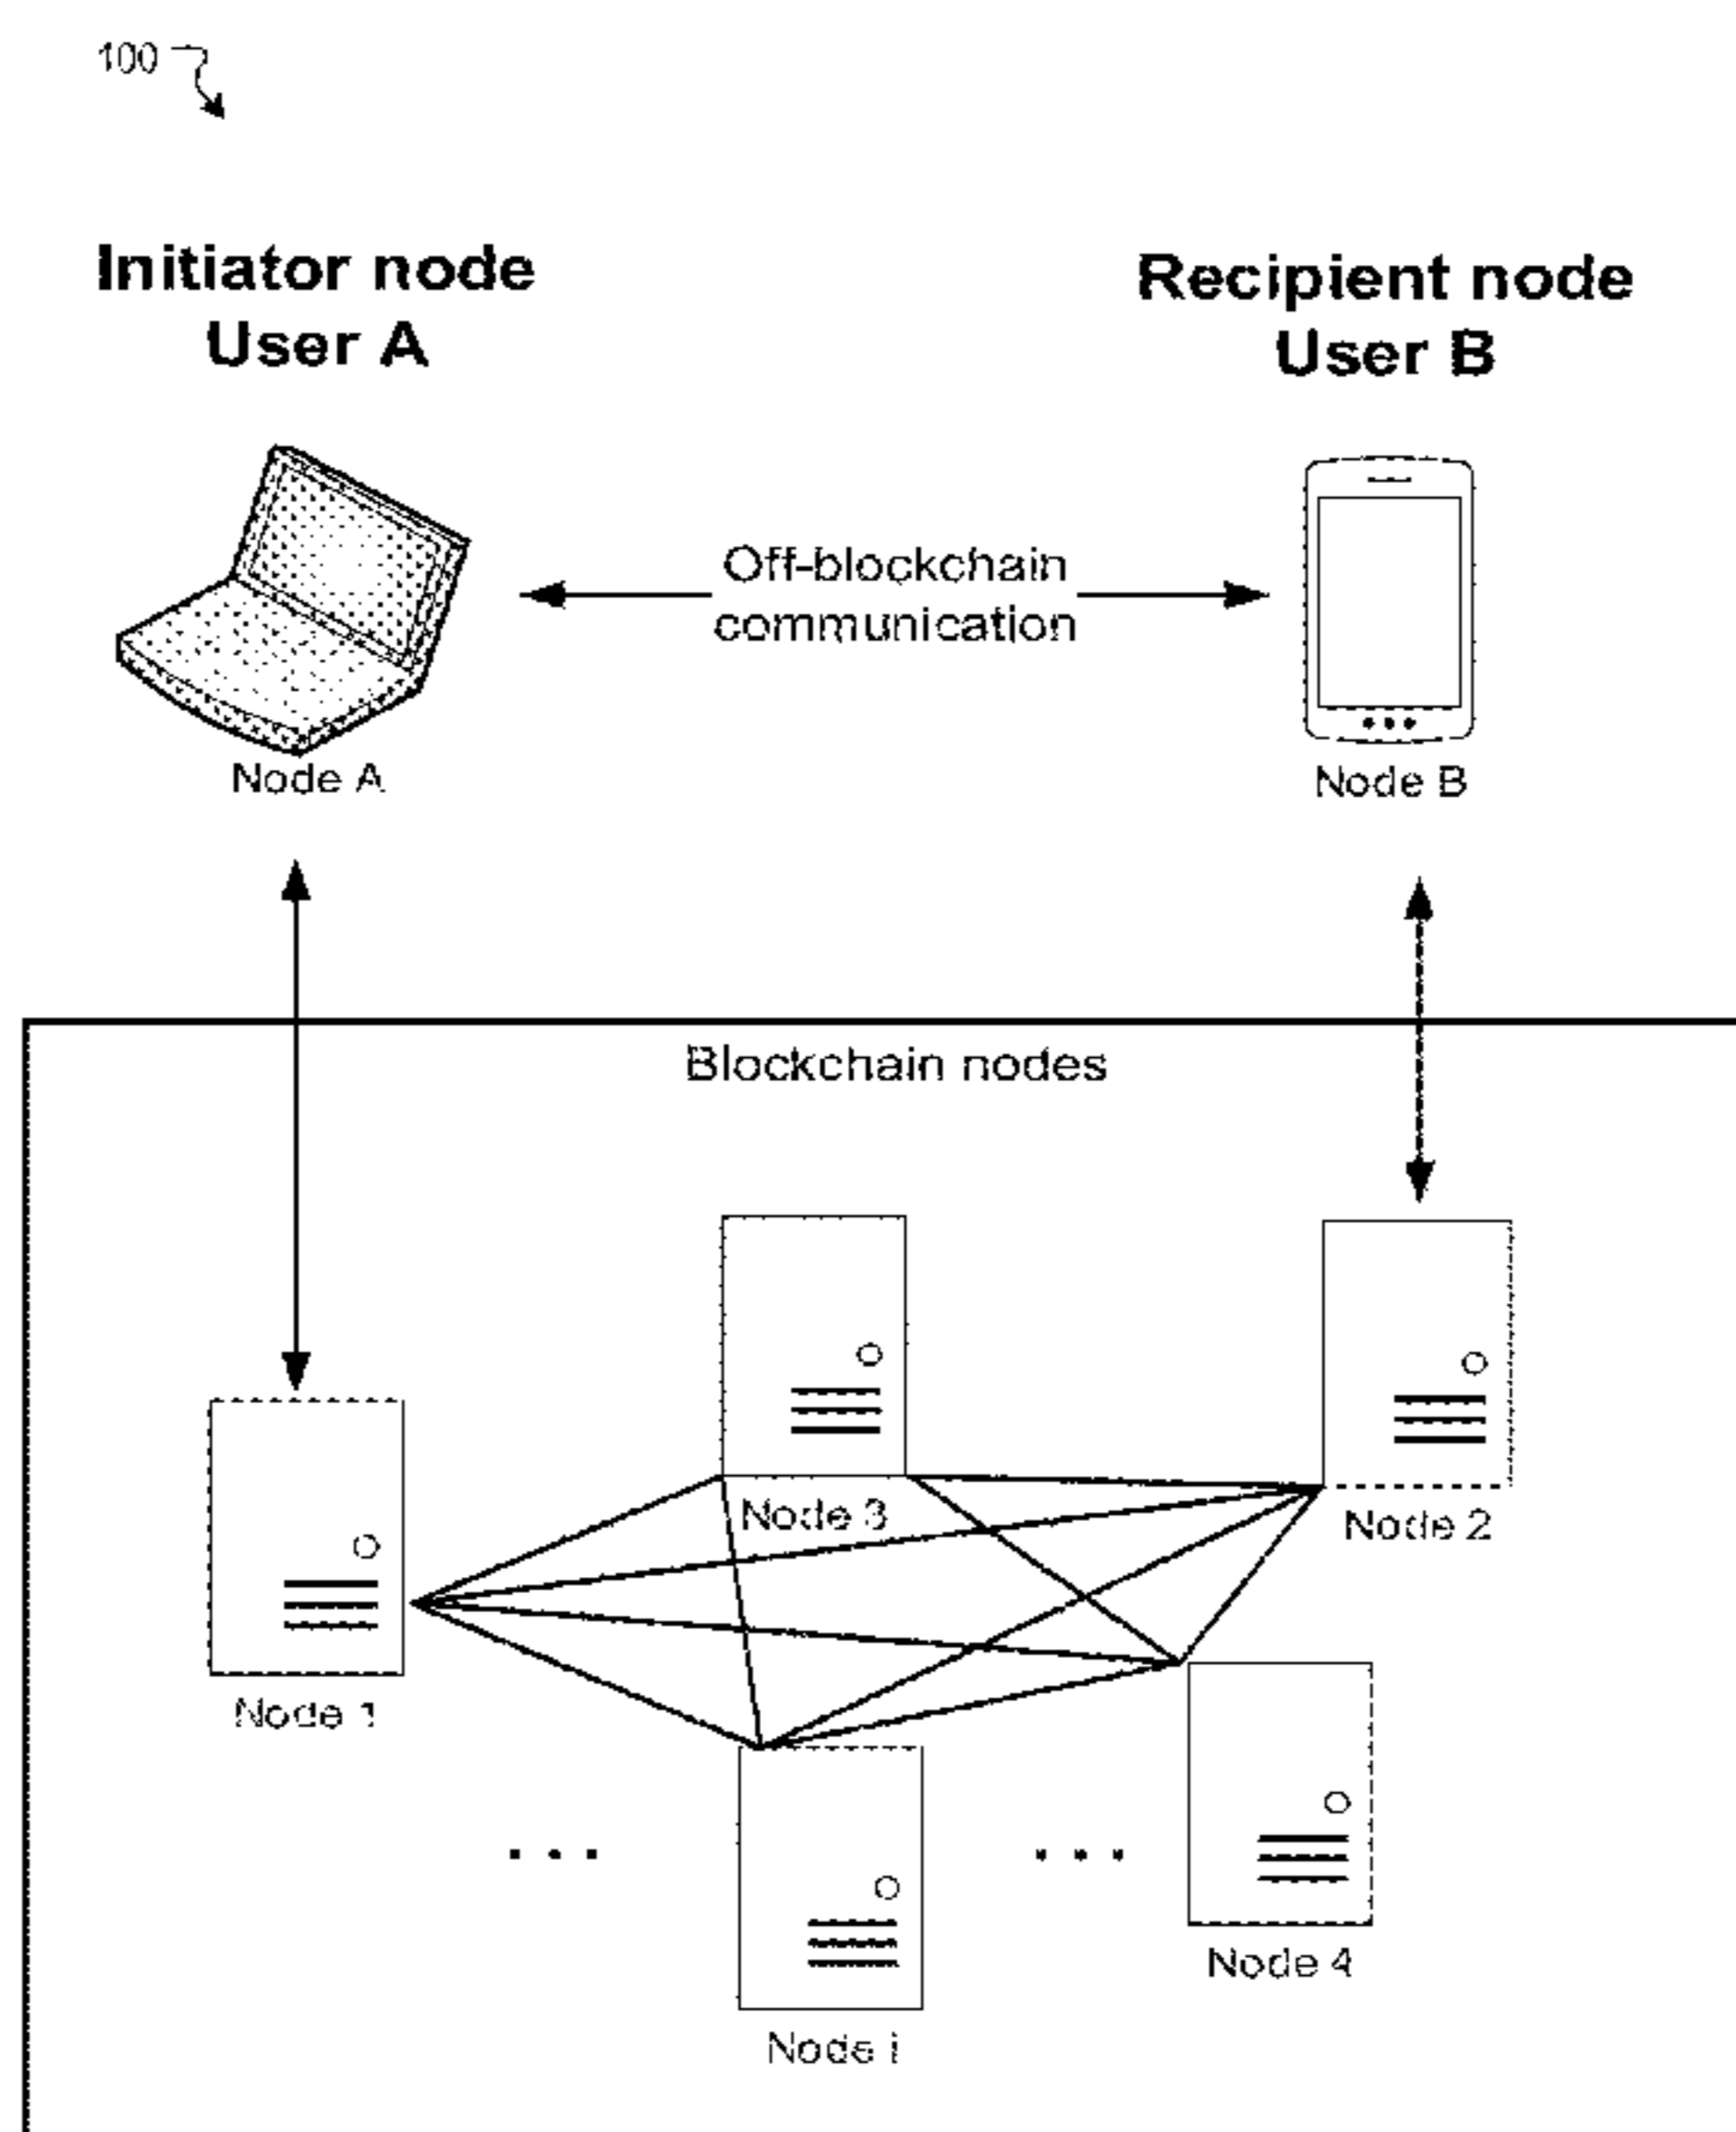 100
Initiator node
User A
Recipient node
User B
Off-blockchain
communication
Node A
Node B
Blockchain nodes
Node 3
Node 2
Node 1
Node 4
Node i